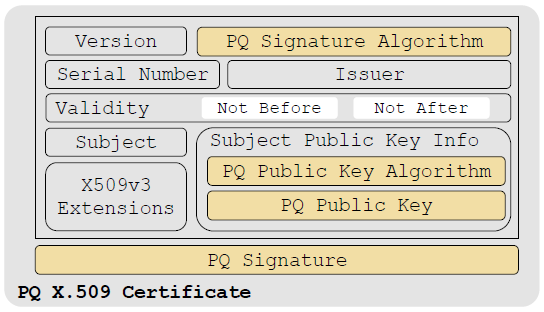 Version
PQ Signature Algorithm
Serial Number
Issuer
Validity
Not Before
Not After
Subject
Subject Public Key Info
X509v3
Extensions
PQ Public Key Algorithm
PQ Public Key
PQ Signature
PQ X.509 Certificate